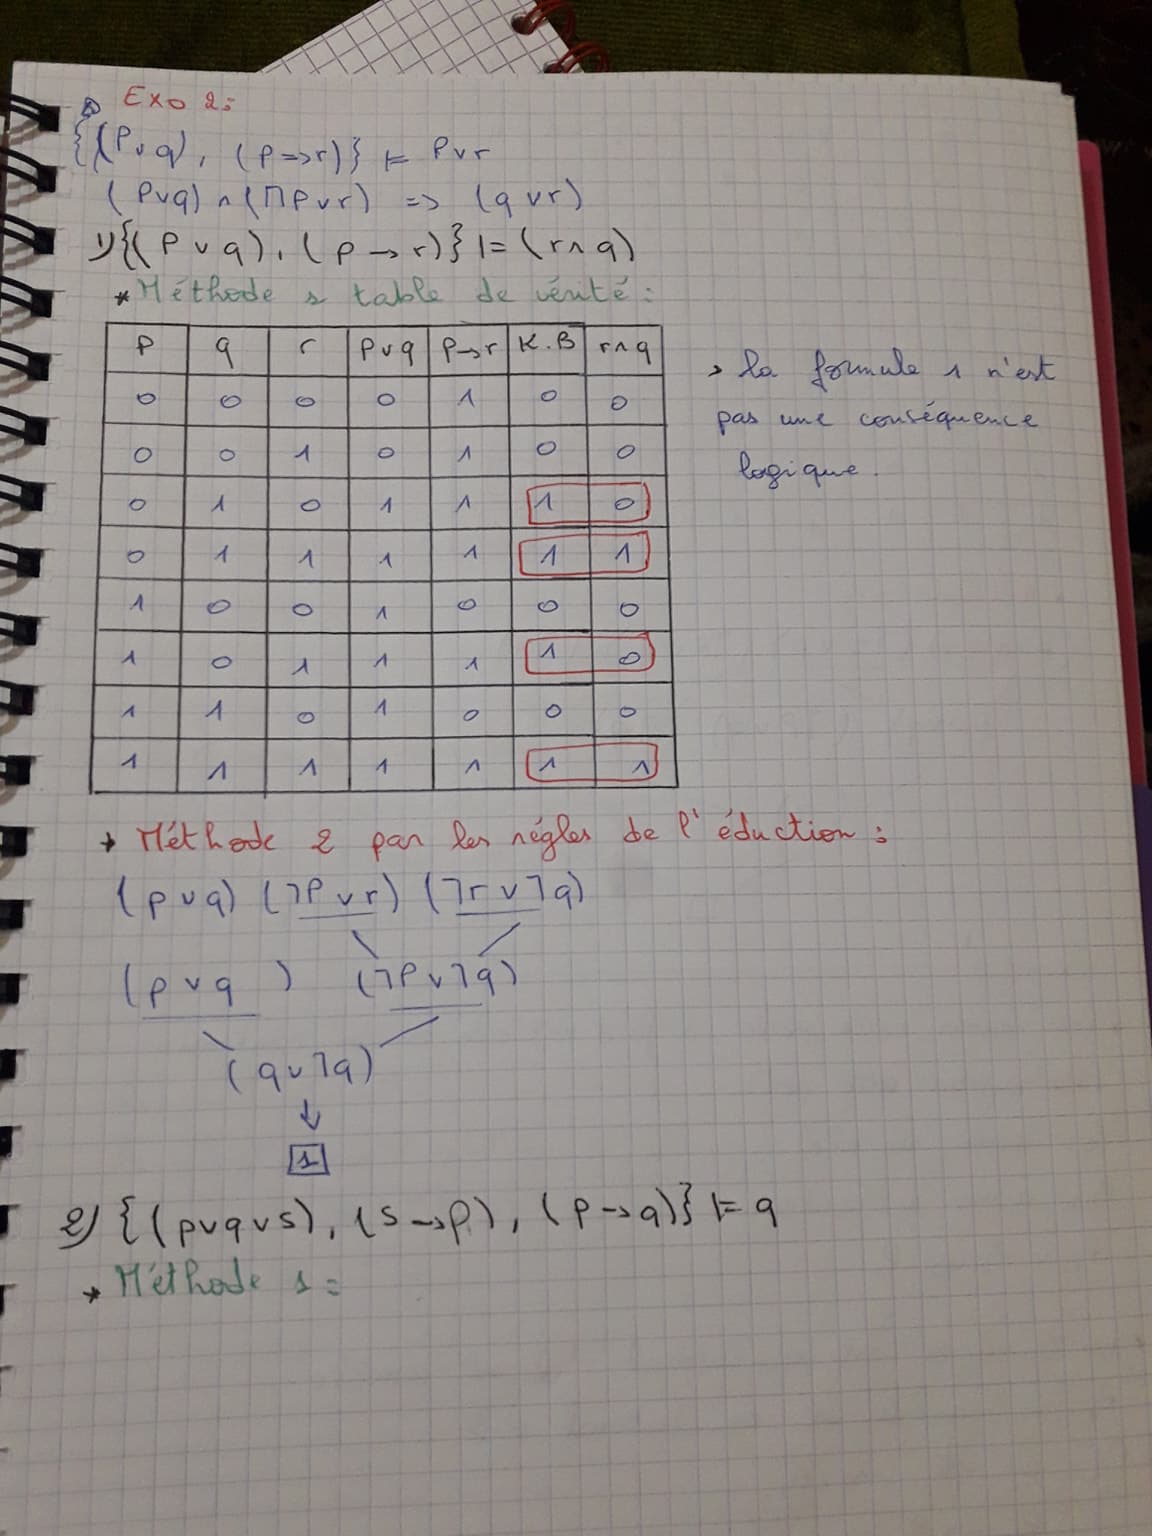 Exo 2:
{(p∨q), (p→r)} ⊨ p∨r
(p∨q) ∧ (¬p∨r) => (q∨r)
1) {(p∨q), (p→r)} ⊨ (r∧q)
* Méthode 1 table de vérité:
p q r p∨q p→r K.B r∧q
0 0 0 0 1 0 0
0 0 1 0 1 0 0
0 1 0 1 1 1 0
0 1 1 1 1 1 1
1 0 0 1 0 0 0
1 0 1 1 1 1 0
1 1 0 1 0 0 0
1 1 1 1 1 1 1
> la formule 1 n'est
pas une conséquence
logique.
* Méthode 2 par les régles de l'éduction:
(p∨q) (¬p∨r) (¬r∨¬q)
(p∨q) (¬p∨¬q)
(q∨¬q)
↓
1
2) {(p∨q∨s), (s→p), (p→q)} ⊨ q
* Méthode 1: